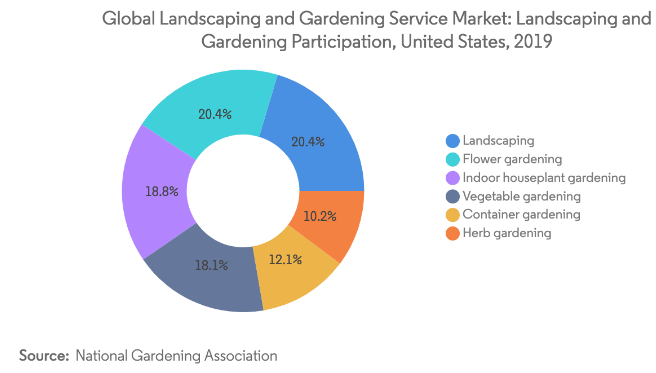 Global Landscaping and Gardening Service Market: Landscaping and
Gardening Participation, United States, 2019
20.4%
20.4%
18.8%
10.2%
18.1%
12.1%
Landscaping
Flower gardening
Indoor houseplant gardening
Vegetable gardening
Container gardening
Herb gardening
Source: National Gardening Association